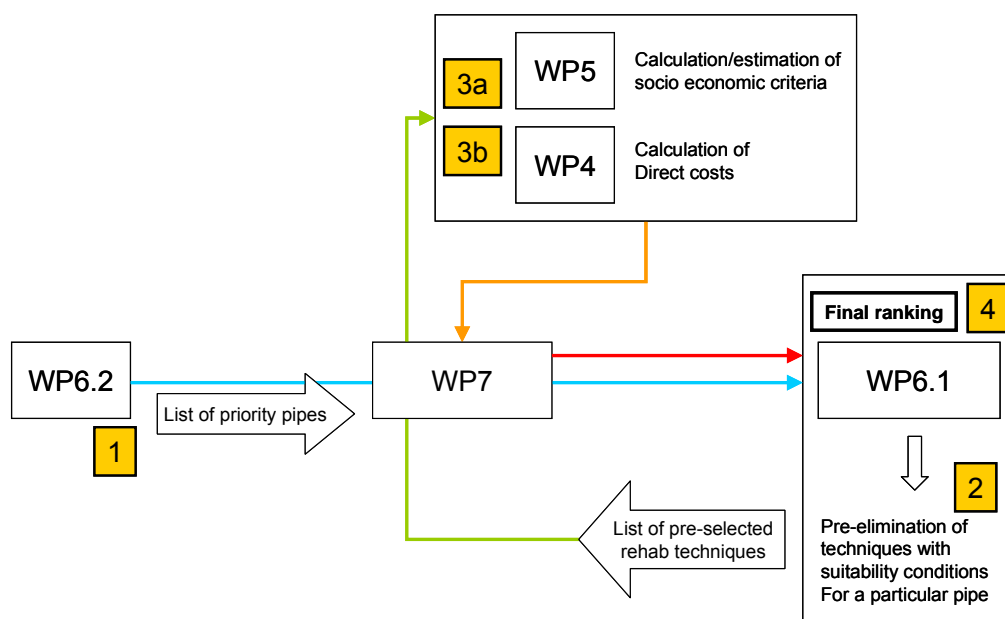 3a
WP5
Calculation/estimation of
socio economic criteria
3b
WP4
Calculation of
Direct costs
Final ranking
4
WP6.2
WP7
WP6.1
List of priority pipes
1
2
List of pre-selected
rehab techniques
Pre-elimination of
techniques with
suitability conditions
For a particular pipe